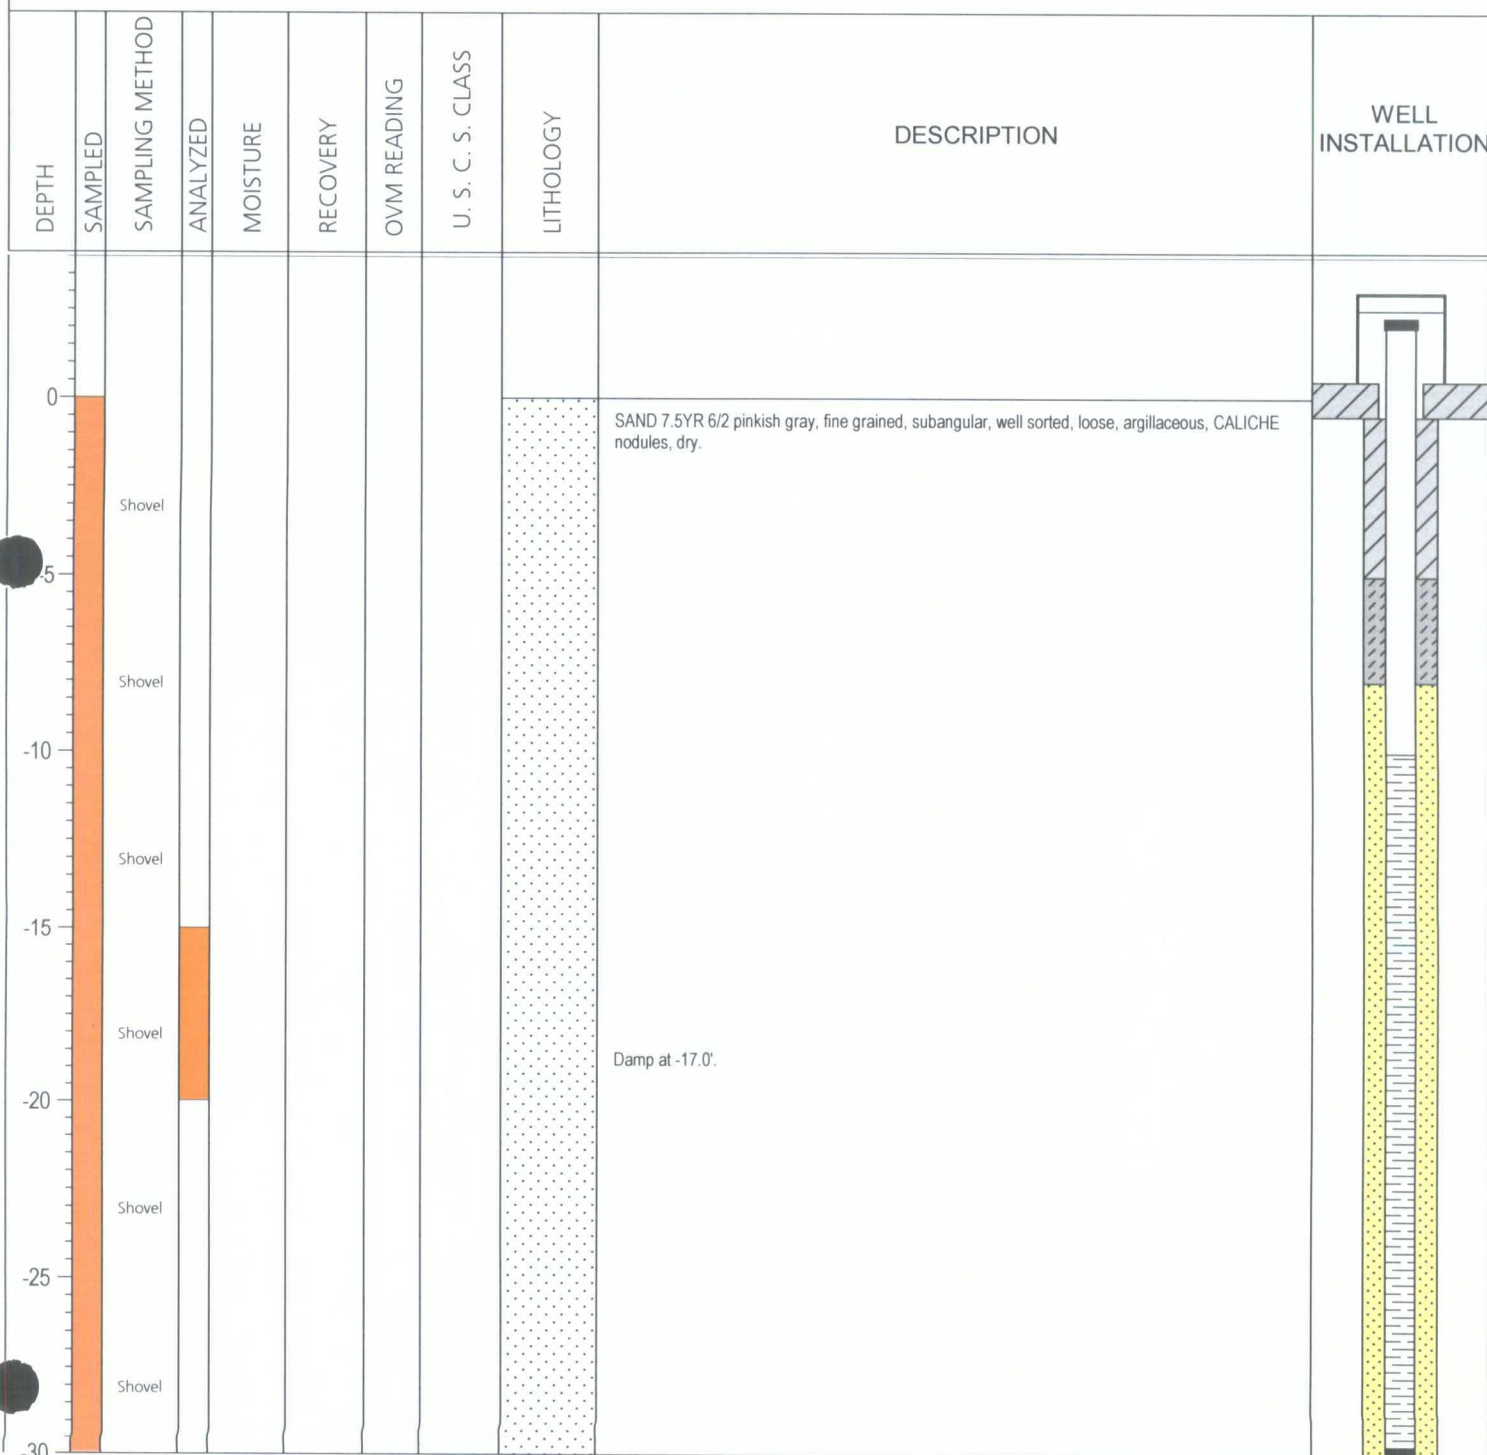 DEPTH
SAMPLED
SAMPLING METHOD
ANALYZED
MOISTURE
RECOVERY
OVM READING
U. S. C. S. CLASS
LITHOLOGY
DESCRIPTION
WELL
INSTALLATION
0
SAND 7.5YR 6/2 pinkish gray, fine grained, subangular, well sorted, loose, argillaceous, CALICHE
nodules, dry.
Shovel
-5
Shovel
-10
Shovel
-15
Shovel
Damp at -17.0'.
-20
Shovel
-25
Shovel
-30